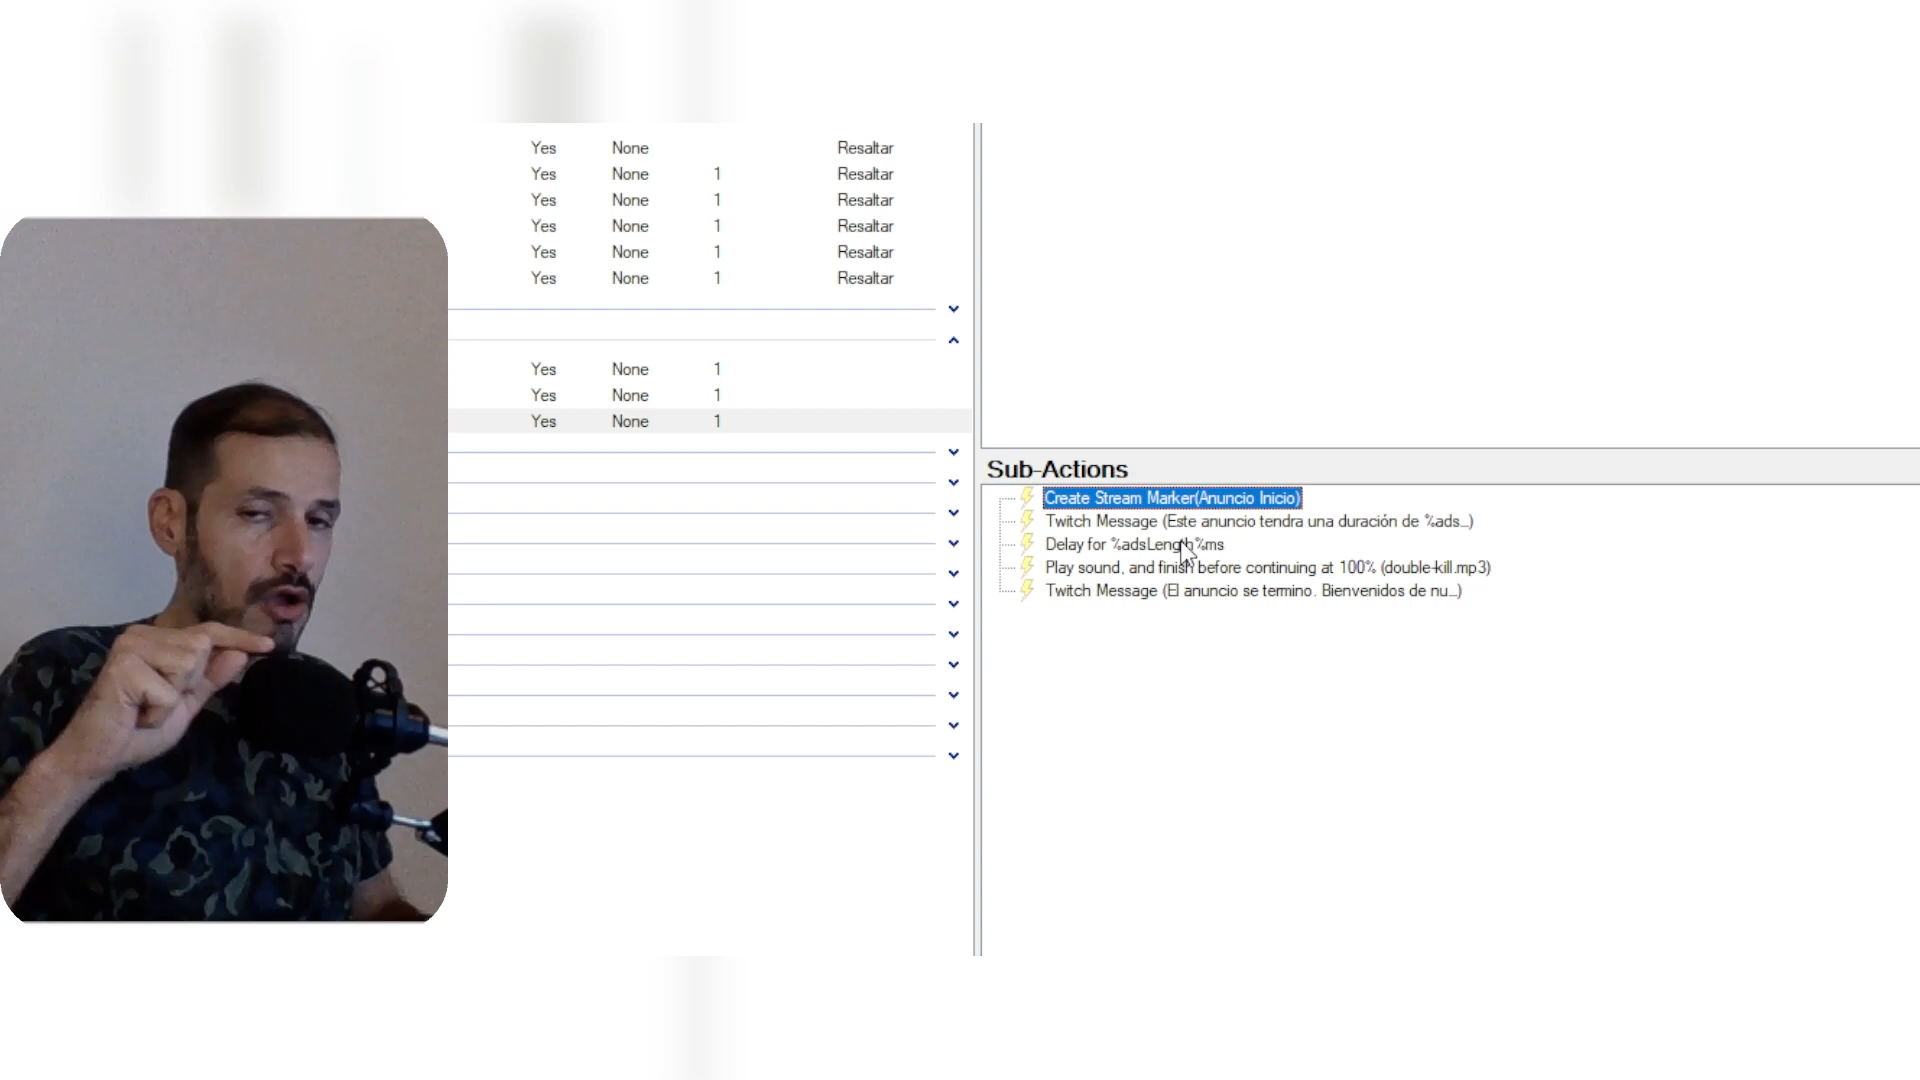 Yes None Resaltar
Yes None 1 Resaltar
Yes None 1 Resaltar
Yes None 1 Resaltar
Yes None 1 Resaltar
Yes None 1 Resaltar
Yes None 1
Yes None 1
Yes None 1
Sub-Actions
Create Stream Marker(Anuncio Inicio)
Twitch Message (Este anuncio tendra una duración de %ads...)
Delay for %adsLength%ms
Play sound, and finish before continuing at 100% (double-kill.mp3)
Twitch Message (El anuncio se termino. Bienvenidos de nu...)